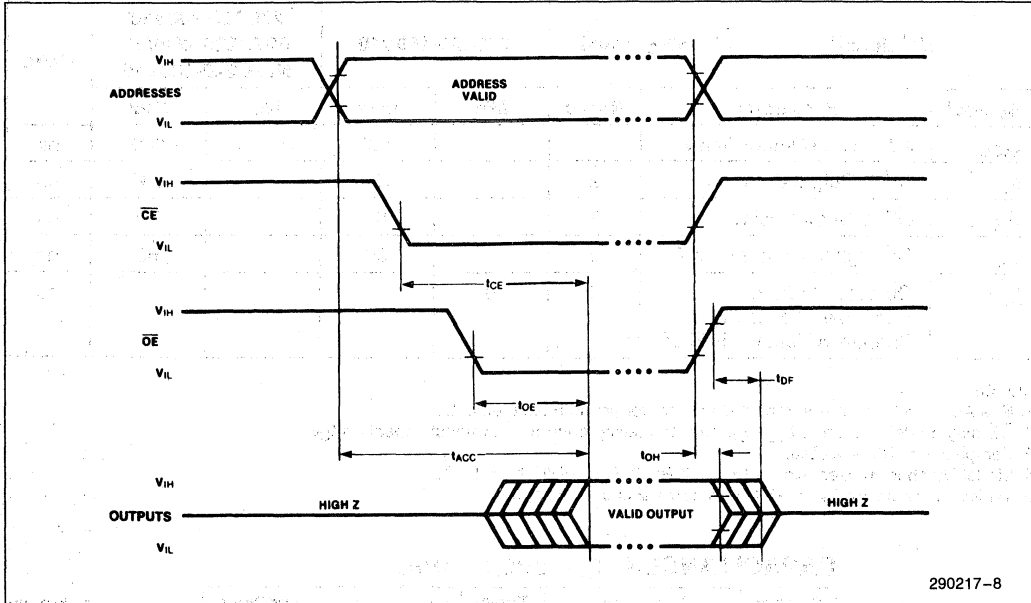 VIH
ADDRESSES
ADDRESS
VALID
VIL
VIH
CE
VIL
tCE
VIH
OE
VIL
tDF
tOE
tACC
tOH
VIH
OUTPUTS
HIGH Z
VALID OUTPUT
HIGH Z
VIL
290217–8